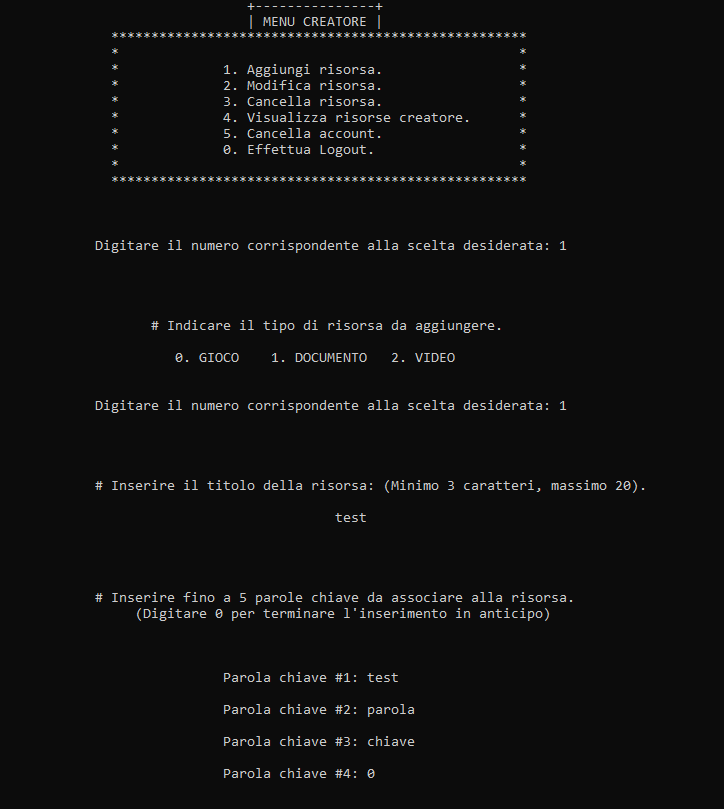 +---------------+
| MENU CREATORE |
****************************************************
* *
* 1. Aggiungi risorsa. *
* 2. Modifica risorsa. *
* 3. Cancella risorsa. *
* 4. Visualizza risorse creatore. *
* 5. Cancella account. *
* 0. Effettua Logout. *
* *
****************************************************
Digitare il numero corrispondente alla scelta desiderata: 1
# Indicare il tipo di risorsa da aggiungere.
0. GIOCO 1. DOCUMENTO 2. VIDEO
Digitare il numero corrispondente alla scelta desiderata: 1
# Inserire il titolo della risorsa: (Minimo 3 caratteri, massimo 20).
test
# Inserire fino a 5 parole chiave da associare alla risorsa.
(Digitare 0 per terminare l'inserimento in anticipo)
Parola chiave #1: test
Parola chiave #2: parola
Parola chiave #3: chiave
Parola chiave #4: 0